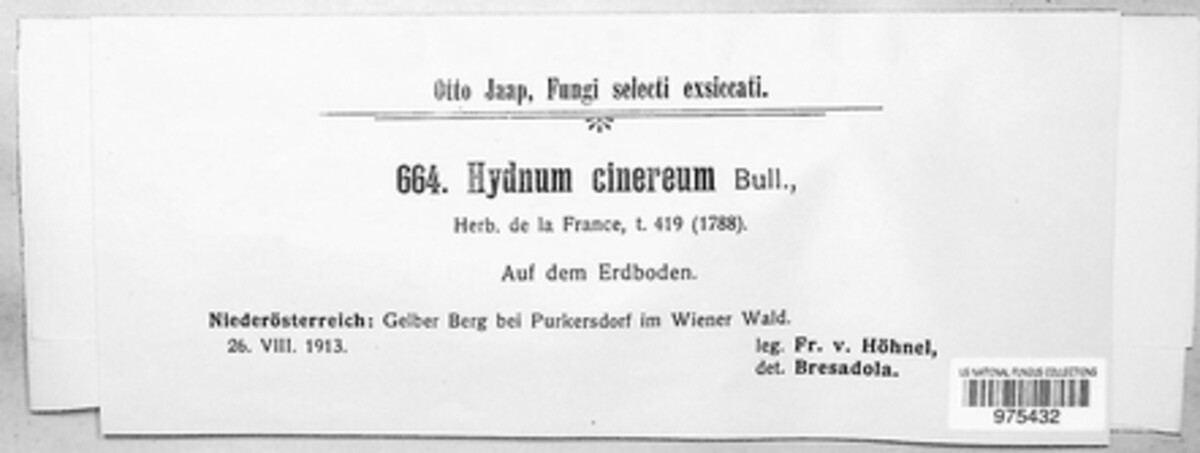 Otto Jaap, Fungi selecti exsiccati.
664. Hydnum cinereum Bull.,
Herb. de la France, t. 419 (1788).
Auf dem Erdboden.
Niederösterreich: Gelber Berg bei Purkersdorf im Wiener Wald.
26. VIII. 1913.
leg. Fr. v. Höhnel,
det. Bresadola.
US NATIONAL FUNGUS COLLECTIONS
975432